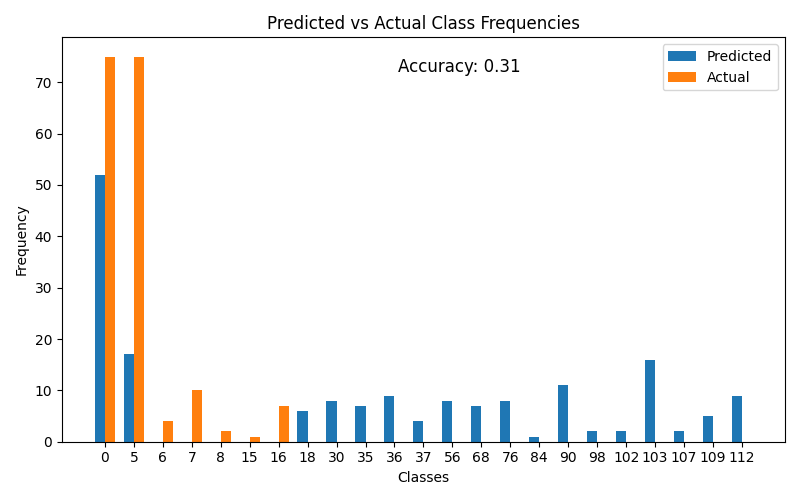 Predicted vs Actual Class Frequencies
Accuracy: 0.31
Predicted
Actual
Frequency
70
60
50
40
30
20
10
0
0 5 6 7 8 15 16 18 30 35 36 37 56 68 76 84 90 98 102 103 107 109 112
Classes